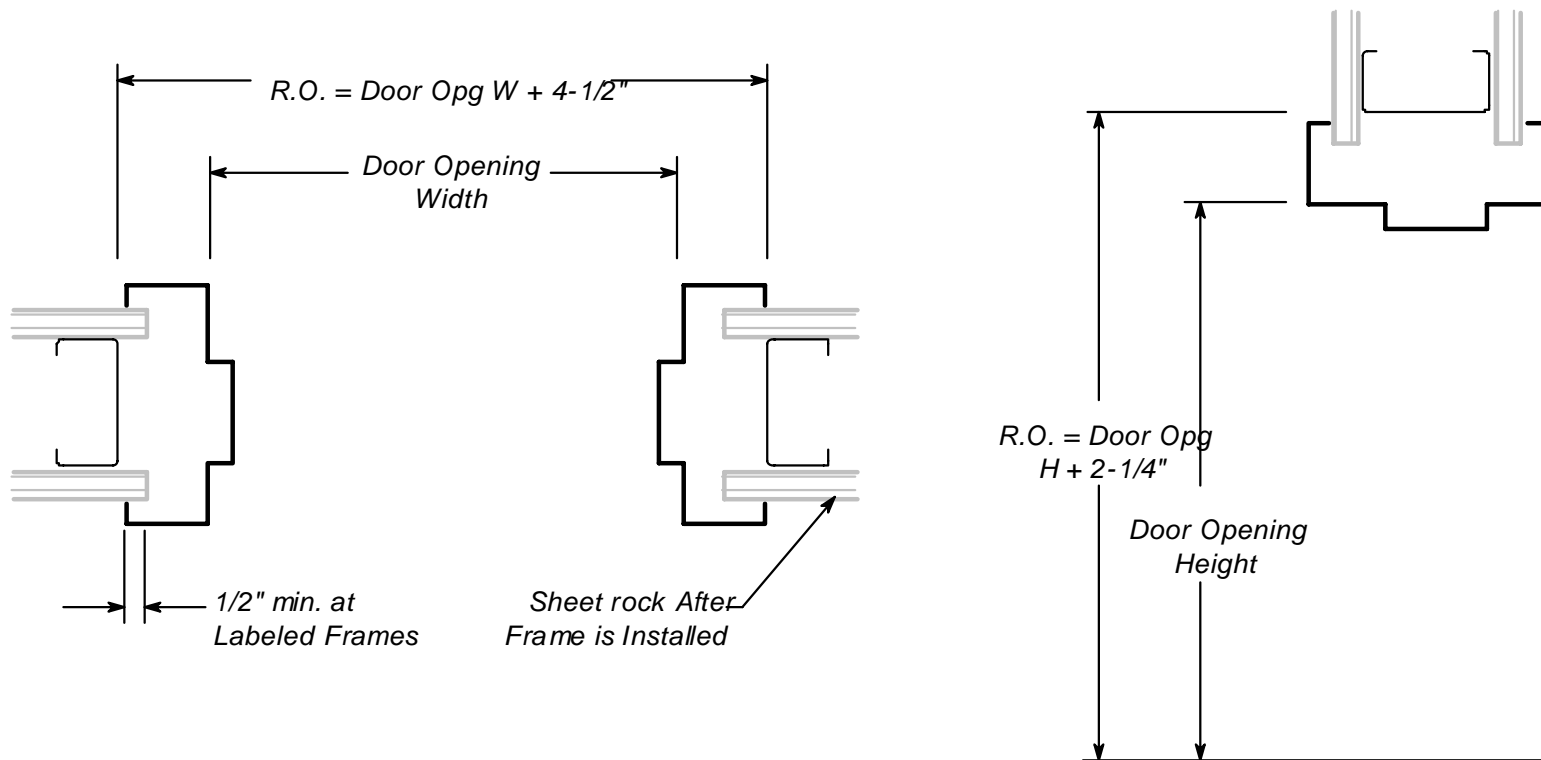 R.O. = Door Opg W + 4-1/2"
Door Opening
Width
1/2" min. at
Labeled Frames
Sheet rock After
Frame is Installed
R.O. = Door Opg
H + 2-1/4"
Door Opening
Height